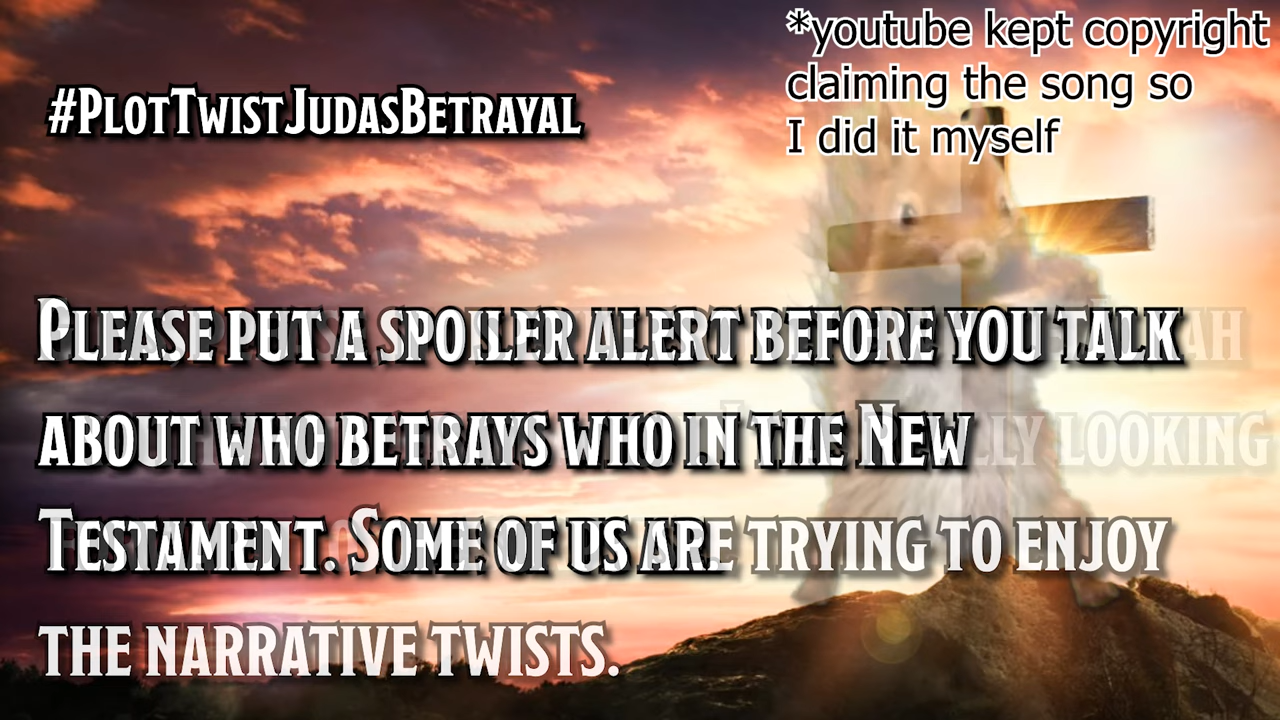 *youtube kept copyright
claiming the song so
I did it myself
#PlotTwistJudasBetrayal
Please put a spoiler alert before you talk
about who betrays who in the New
Testament. Some of us are trying to enjoy
the narrative twists.
looking